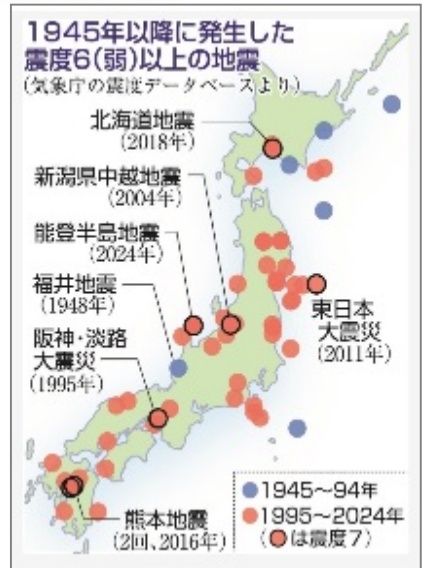 1945年以降に発生した
震度6(弱)以上の地震
(気象庁の震度データベースより)
北海道地震
(2018年)
新潟県中越地震
(2004年)
能登半島地震
(2024年)
福井地震
(1948年)
阪神・淡路
大震災
(1995年)
東日本
大震災
(2011年)
熊本地震
(2回、2016年)
1945〜94年
1995〜2024年
(○は震度7)